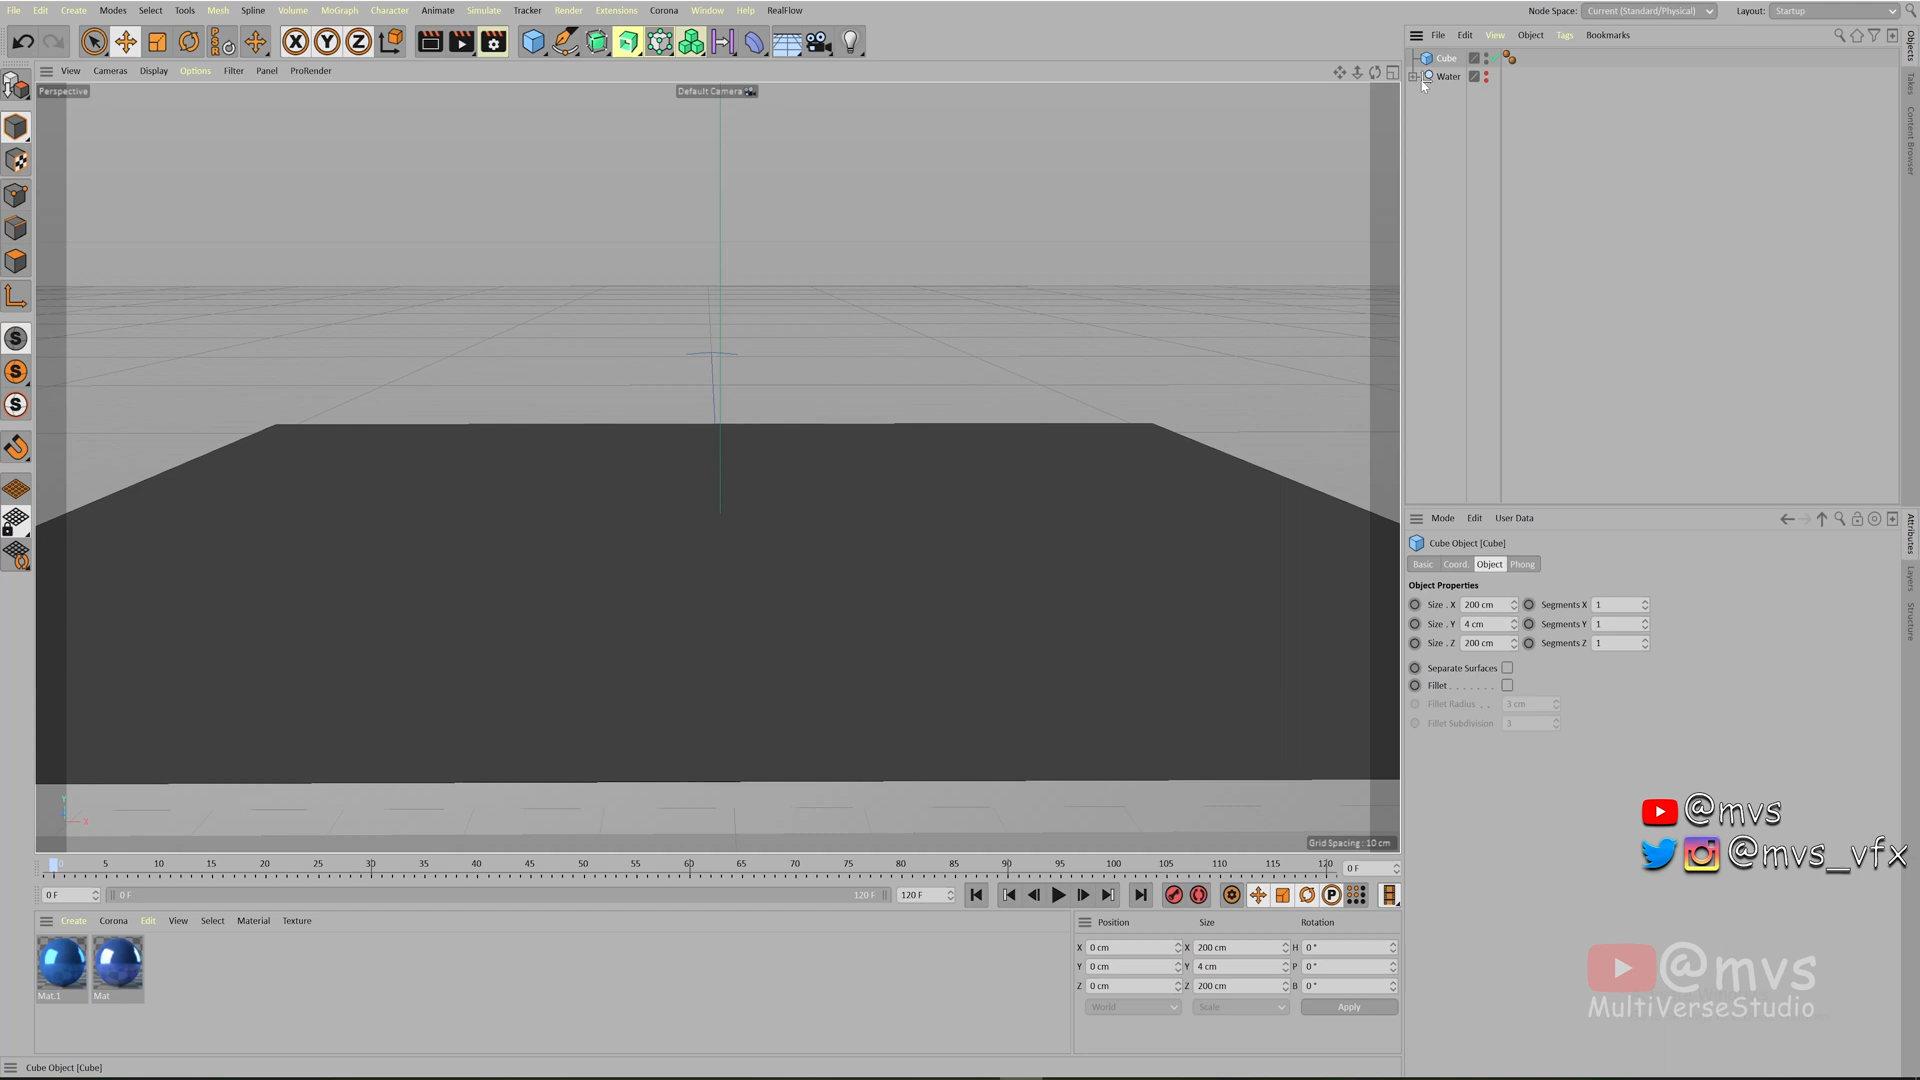 File Edit Create Modes Select Tools Mesh Spline Volume MoGraph Character Animate Simulate Tracker Render Extensions Corona Window Help RealFlow
Node Space: Current (Standard/Physical) Layout: Startup
X Y Z
PSR
File Edit View Object Tags Bookmarks
View Cameras Display Options Filter Panel ProRender
Perspective
Default Camera
Cube
Water
Objects
Takes
Content Browser
S
S
S
Mode Edit User Data
Cube Object [Cube]
Basic Coord. Object Phong
Object Properties
Size . X 200 cm Segments X 1
Size . Y 4 cm Segments Y 1
Size . Z 200 cm Segments Z 1
Separate Surfaces
Fillet . . . . . . .
Fillet Radius . . 3 cm
Fillet Subdivision 3
Attributes
Layers
Structure
Y
X
Grid Spacing : 10 cm
0 5 10 15 20 25 30 35 40 45 50 55 60 65 70 75 80 85 90 95 100 105 110 115 120
0 F
0 F 0 F 120 F 120 F
P
Create Corona Edit View Select Material Texture
Mat.1 Mat
Position Size Rotation
X 0 cm X 200 cm H 0 °
Y 0 cm Y 4 cm P 0 °
Z 0 cm Z 200 cm B 0 °
World Scale Apply
@mvs
@mvs_vfx
@mvs
MultiVerseStudio
Cube Object [Cube]